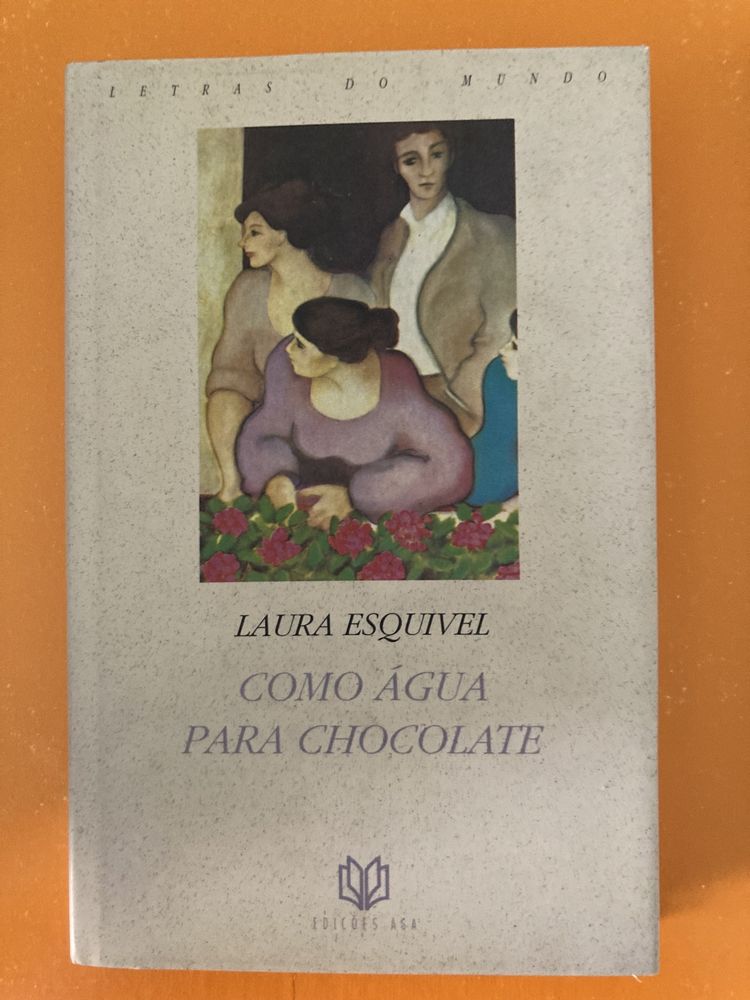 LETRAS DO MUNDO
LAURA ESQUIVEL
COMO ÁGUA
PARA CHOCOLATE
EDIÇÕES ASA